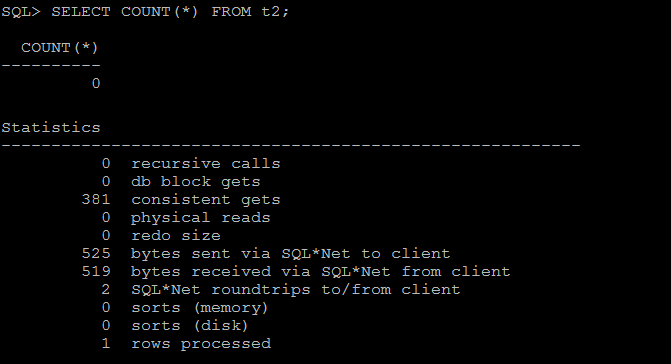 SQL> SELECT COUNT(*) FROM t2;
COUNT(*)
----------
0
Statistics
----------------------------------------------------------
0 recursive calls
0 db block gets
381 consistent gets
0 physical reads
0 redo size
525 bytes sent via SQL*Net to client
519 bytes received via SQL*Net from client
2 SQL*Net roundtrips to/from client
0 sorts (memory)
0 sorts (disk)
1 rows processed